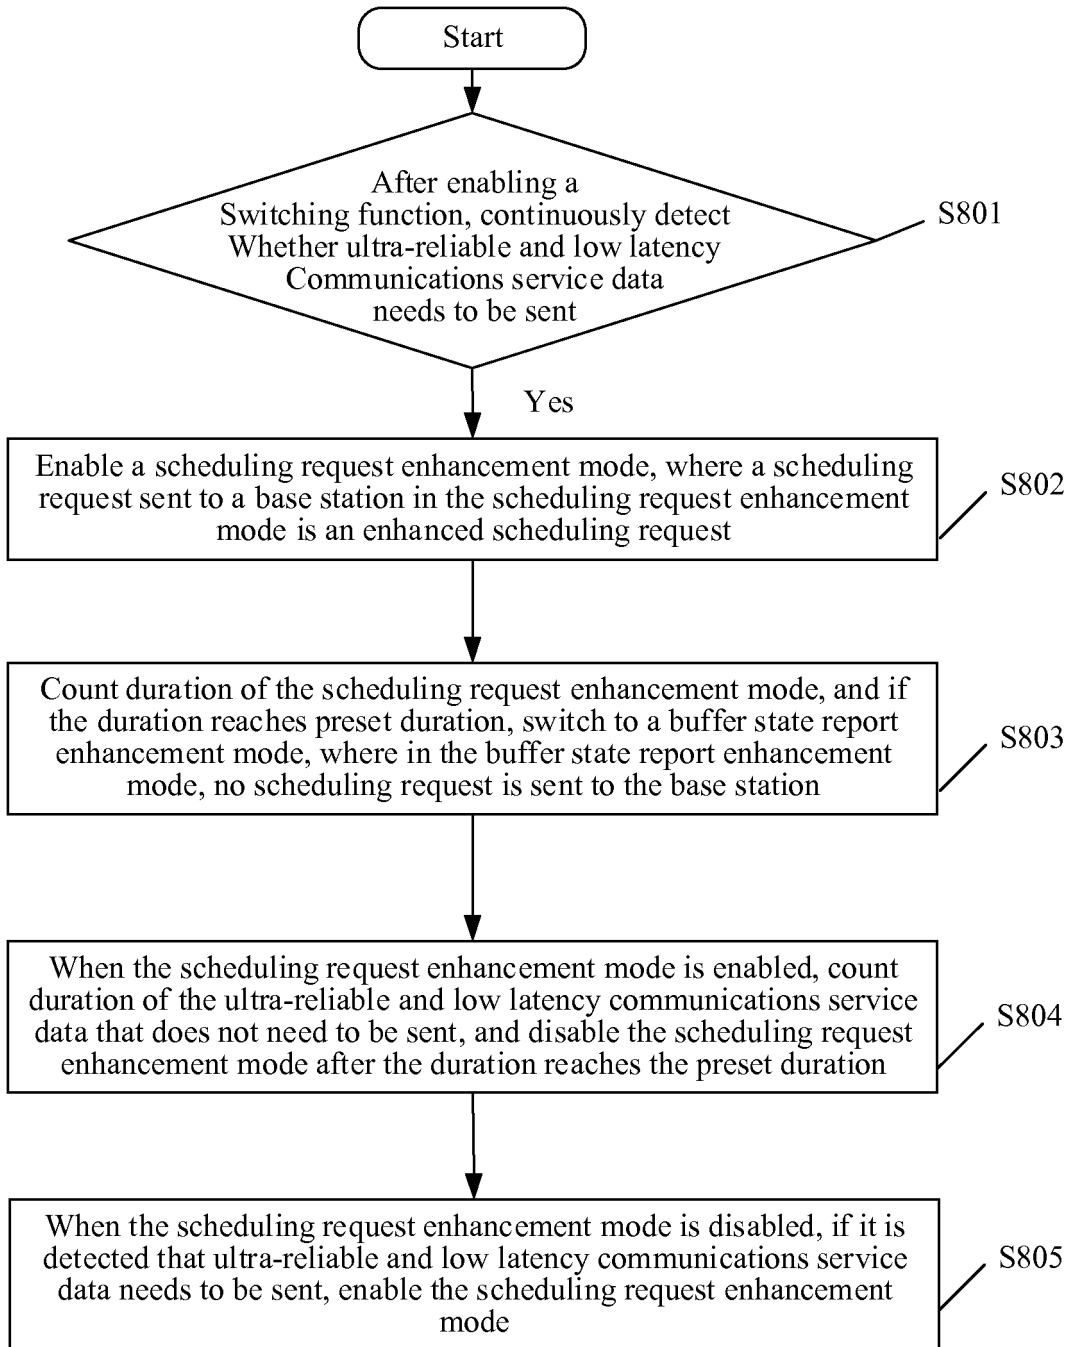 Start
After enabling a
Switching function, continuously detect
Whether ultra-reliable and low latency
Communications service data
needs to be sent
S801
Yes
Enable a scheduling request enhancement mode, where a scheduling
request sent to a base station in the scheduling request enhancement
mode is an enhanced scheduling request
S802
Count duration of the scheduling request enhancement mode, and if
the duration reaches preset duration, switch to a buffer state report
enhancement mode, where in the buffer state report enhancement
mode, no scheduling request is sent to the base station
S803
When the scheduling request enhancement mode is enabled, count
duration of the ultra-reliable and low latency communications service
data that does not need to be sent, and disable the scheduling request
enhancement mode after the duration reaches the preset duration
S804
When the scheduling request enhancement mode is disabled, if it is
detected that ultra-reliable and low latency communications service
data needs to be sent, enable the scheduling request enhancement
mode
S805